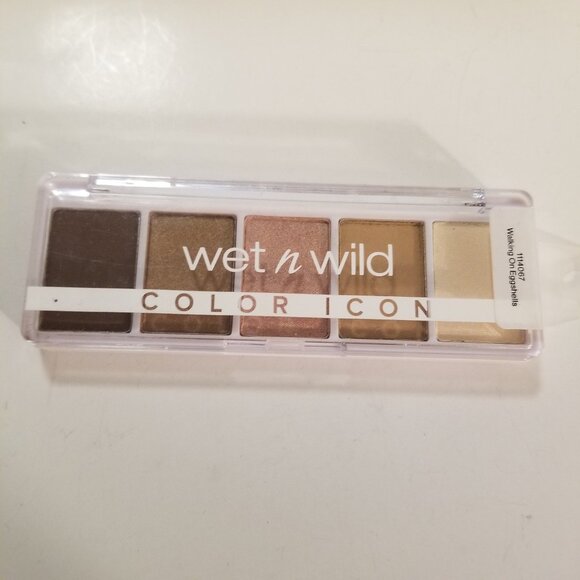 wet n wild
COLOR ICON
1114067
Walking On Eggshells